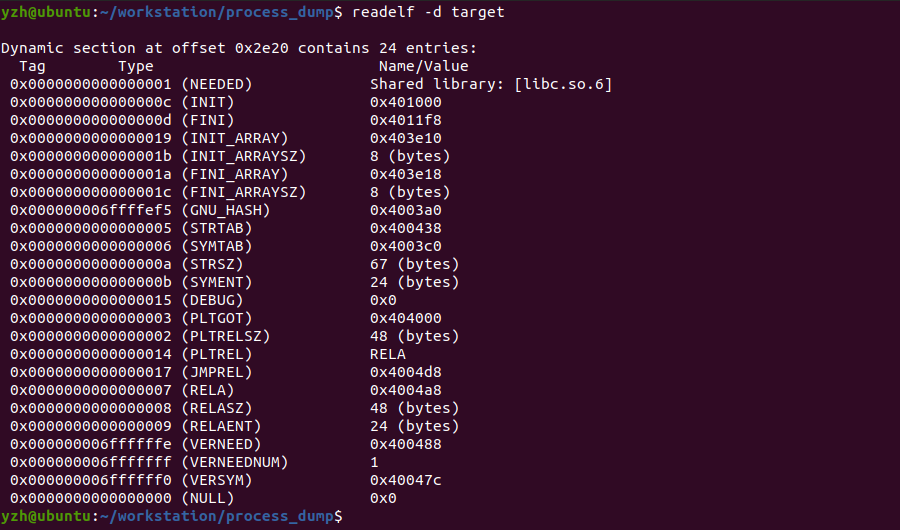 yzh@ubuntu:~/workstation/process_dump$ readelf -d target
Dynamic section at offset 0x2e20 contains 24 entries:
  Tag        Type                         Name/Value
 0x0000000000000001 (NEEDED)             Shared library: [libc.so.6]
 0x000000000000000c (INIT)               0x401000
 0x000000000000000d (FINI)               0x4011f8
 0x0000000000000019 (INIT_ARRAY)         0x403e10
 0x000000000000001b (INIT_ARRAYSZ)       8 (bytes)
 0x000000000000001a (FINI_ARRAY)         0x403e18
 0x000000000000001c (FINI_ARRAYSZ)       8 (bytes)
 0x000000006ffffef5 (GNU_HASH)           0x4003a0
 0x0000000000000005 (STRTAB)             0x400438
 0x0000000000000006 (SYMTAB)             0x4003c0
 0x000000000000000a (STRSZ)              67 (bytes)
 0x000000000000000b (SYMENT)             24 (bytes)
 0x0000000000000015 (DEBUG)              0x0
 0x0000000000000003 (PLTGOT)             0x404000
 0x0000000000000002 (PLTRELSZ)           48 (bytes)
 0x0000000000000014 (PLTREL)             RELA
 0x0000000000000017 (JMPREL)             0x4004d8
 0x0000000000000007 (RELA)               0x4004a8
 0x0000000000000008 (RELASZ)             48 (bytes)
 0x0000000000000009 (RELAENT)            24 (bytes)
 0x000000006ffffffe (VERNEED)            0x400488
 0x000000006fffffff (VERNEEDNUM)         1
 0x000000006ffffff0 (VERSYM)             0x40047c
 0x0000000000000000 (NULL)               0x0
yzh@ubuntu:~/workstation/process_dump$